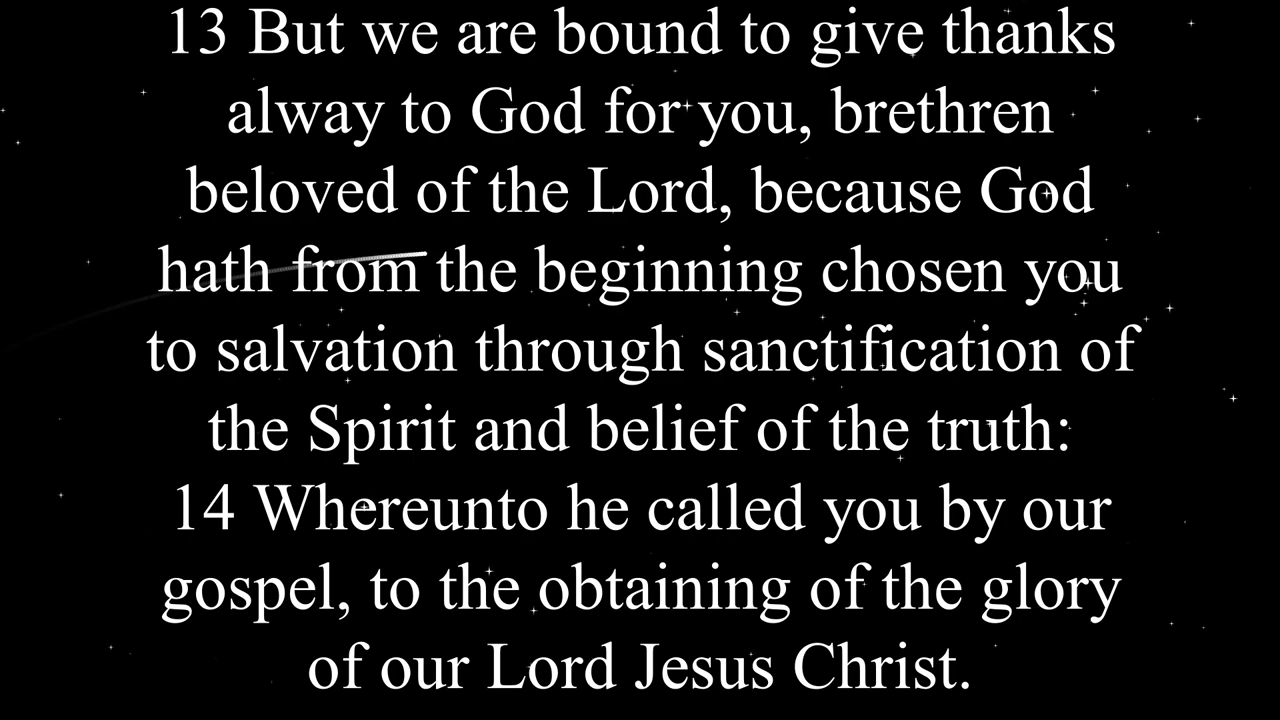 13 But we are bound to give thanks
alway to God for you, brethren
beloved of the Lord, because God
hath from the beginning chosen you
to salvation through sanctification of
the Spirit and belief of the truth:
14 Whereunto he called you by our
gospel, to the obtaining of the glory
of our Lord Jesus Christ.